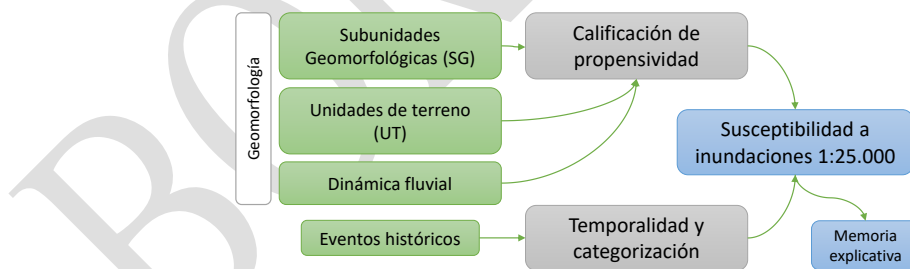 Geomorfología
Subunidades
Geomorfológicas (SG)
Unidades de terreno
(UT)
Dinámica fluvial
Eventos históricos
Calificación de
propensividad
Temporalidad y
categorización
Susceptibilidad a
inundaciones 1:25.000
Memoria
explicativa